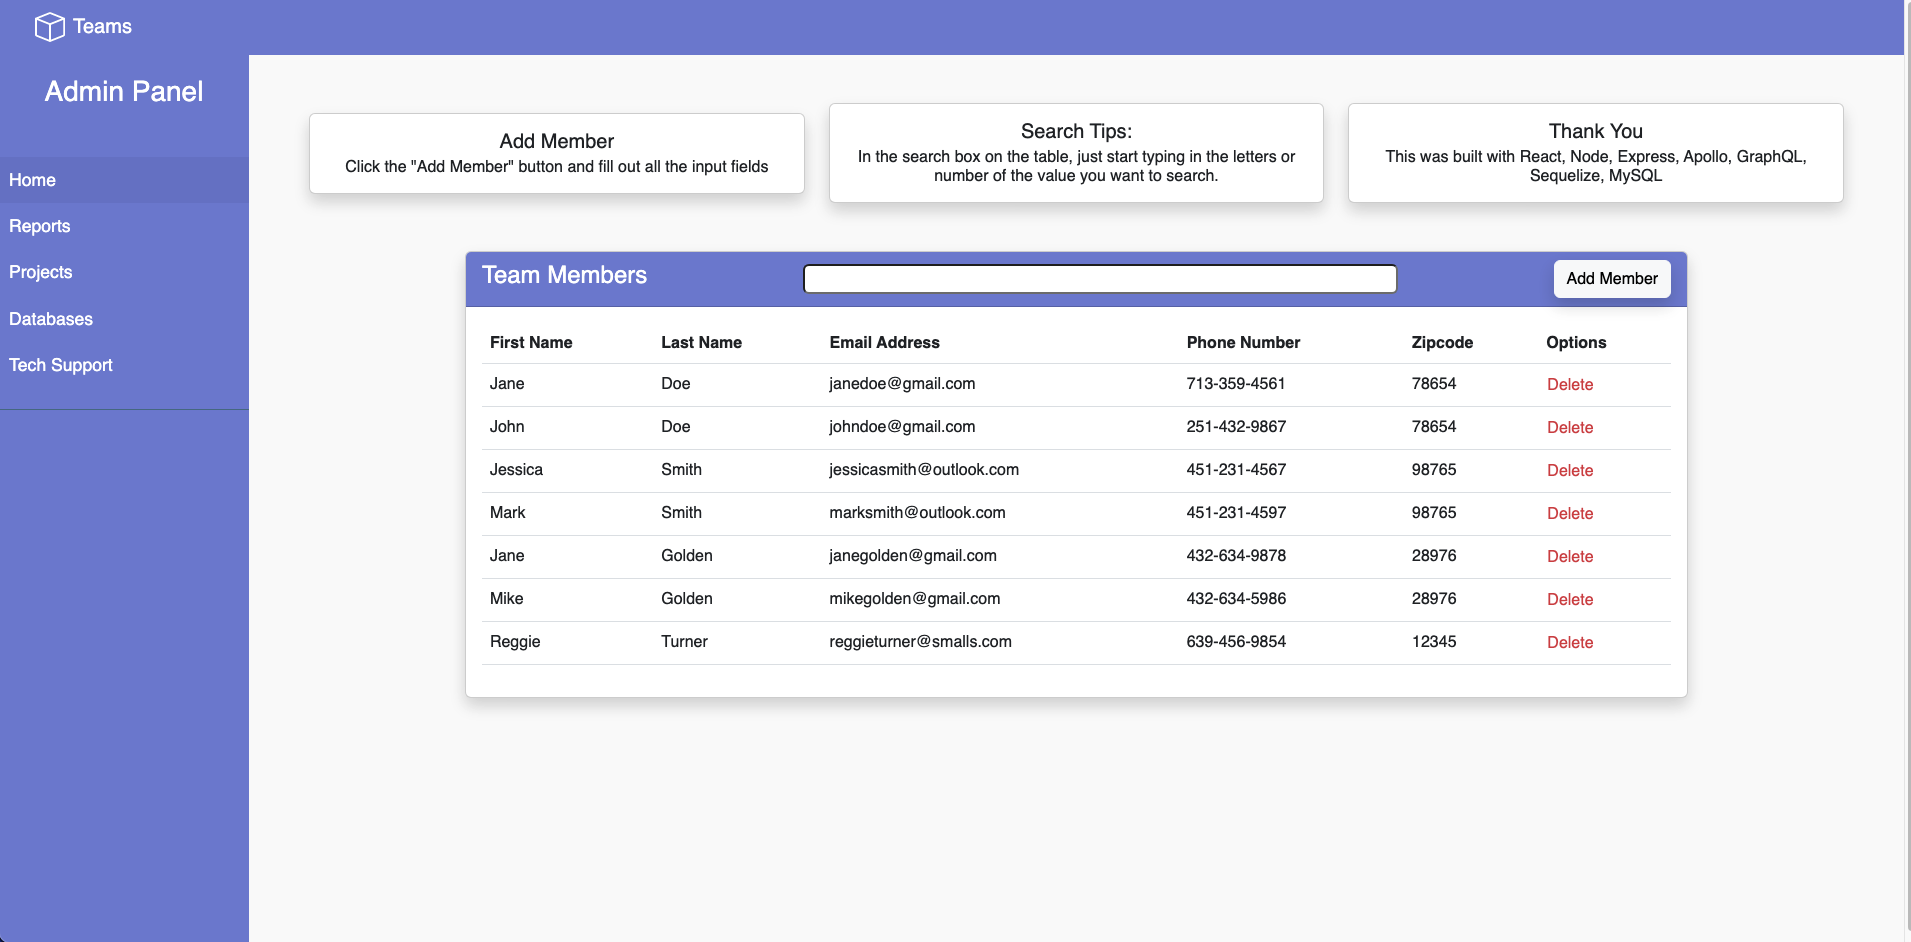 Teams
Admin Panel
Home
Reports
Projects
Databases
Tech Support
Add Member
Click the "Add Member" button and fill out all the input fields
Search Tips:
In the search box on the table, just start typing in the letters or
number of the value you want to search.
Thank You
This was built with React, Node, Express, Apollo, GraphQL,
Sequelize, MySQL
Team Members Add Member
First Name Last Name Email Address Phone Number Zipcode Options
Jane Doe janedoe@gmail.com 713-359-4561 78654 Delete
John Doe johndoe@gmail.com 251-432-9867 78654 Delete
Jessica Smith jessicasmith@outlook.com 451-231-4567 98765 Delete
Mark Smith marksmith@outlook.com 451-231-4597 98765 Delete
Jane Golden janegolden@gmail.com 432-634-9878 28976 Delete
Mike Golden mikegolden@gmail.com 432-634-5986 28976 Delete
Reggie Turner reggieturner@smalls.com 639-456-9854 12345 Delete